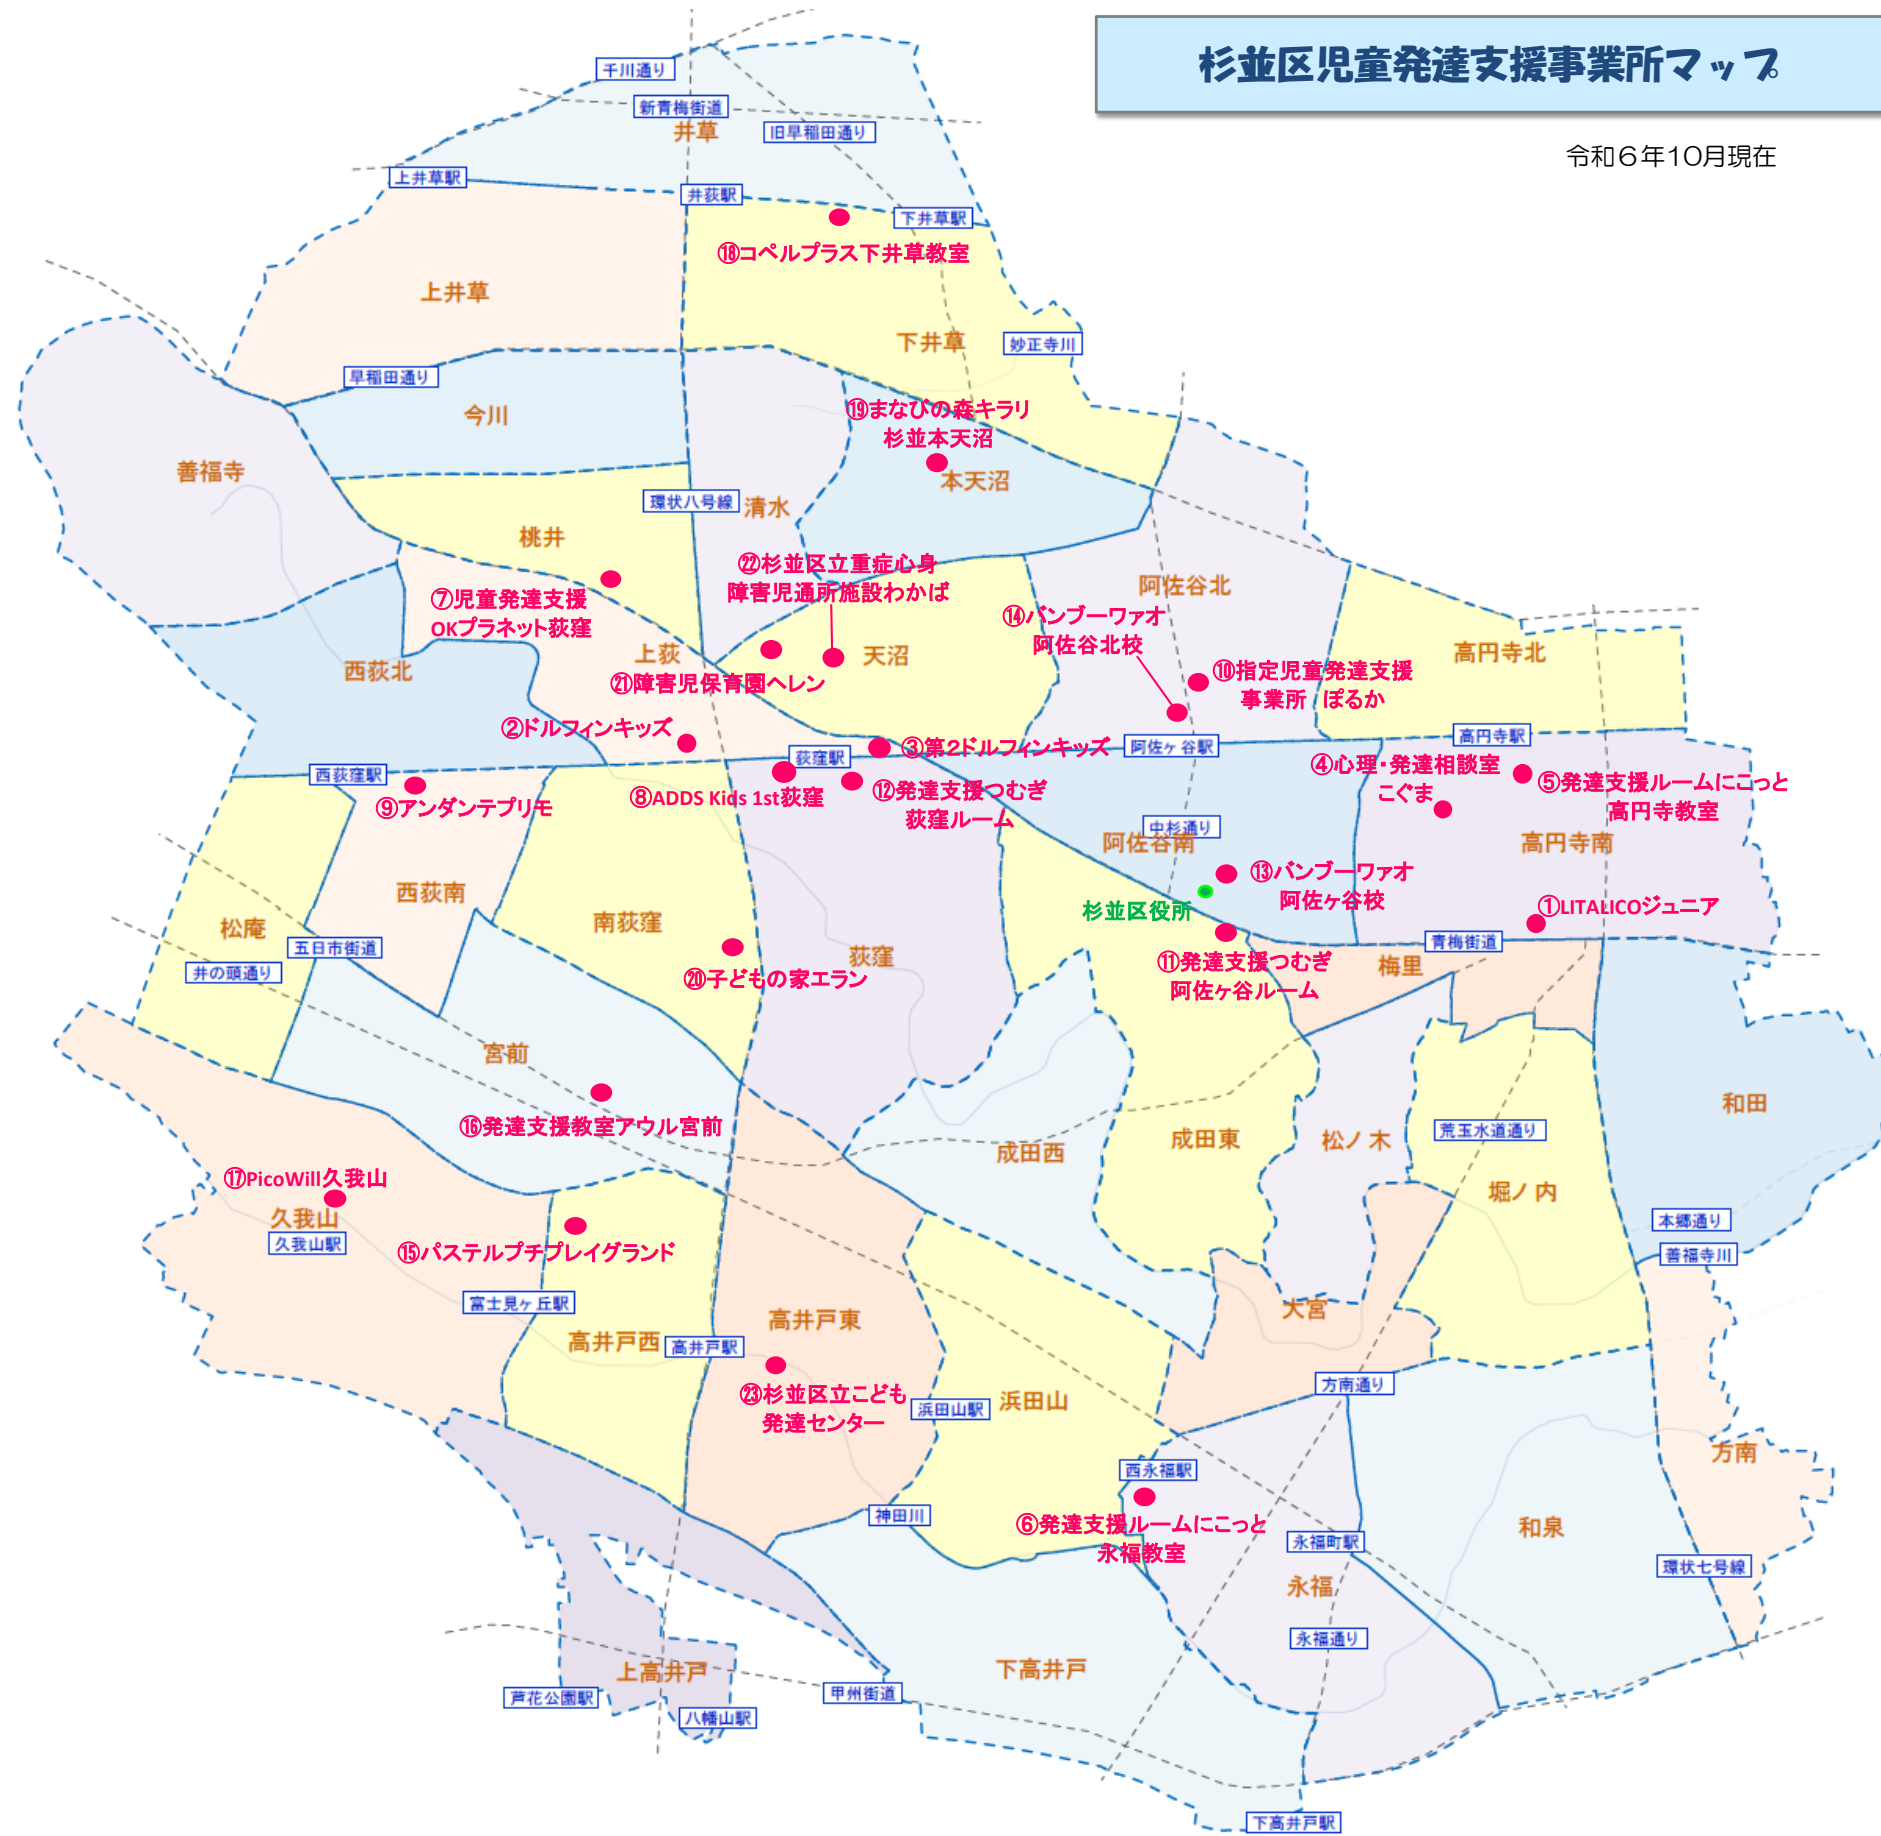 杉並区児童発達支援事業所マップ
令和６年10月現在
千川通り
新青梅街道
井草
旧早稲田通り
上井草駅
井荻駅
下井草駅
⑱コペルプラス下井草教室
上井草
下井草
妙正寺川
早稲田通り
今川
⑲まなびの森キラリ
杉並本天沼
本天沼
善福寺
環状八号線
清水
桃井
㉒杉並区立重症心身
障害児通所施設わかば
阿佐谷北
⑦児童発達支援
OKプラネット荻窪
⑭バンブーワァオ
阿佐谷北校
上荻
天沼
高円寺北
西荻北
㉑障害児保育園ヘレン
⑩指定児童発達支援
事業所　ぽるか
②ドルフィンキッズ
③第２ドルフィンキッズ
荻窪駅
阿佐ヶ谷駅
高円寺駅
西荻窪駅
④心理・発達相談室
こぐま
⑤発達支援ルームにこっと
高円寺教室
⑨アンダンテプリモ
⑧ADDS Kids 1st荻窪
⑫発達支援つむぎ
荻窪ルーム
中杉通り
阿佐谷南
高円寺南
西荻南
⑬バンブーワァオ
阿佐ヶ谷校
杉並区役所
①LITALICOジュニア
松庵
南荻窪
荻窪
五日市街道
井の頭通り
青梅街道
梅里
⑳子どもの家エラン
⑪発達支援つむぎ
阿佐ヶ谷ルーム
宮前
和田
⑯発達支援教室アウル宮前
成田西
成田東
松ノ木
荒玉水道通り
⑰PicoWill久我山
久我山
久我山駅
堀ノ内
本郷通り
善福寺川
⑮パステルプチプレイグランド
富士見ヶ丘駅
高井戸西
高井戸駅
高井戸東
大宮
㉓杉並区立こども
発達センター
浜田山駅
浜田山
方南通り
方南
西永福駅
神田川
⑥発達支援ルームにこっと
永福教室
永福町駅
和泉
環状七号線
永福
永福通り
上高井戸
下高井戸
芦花公園駅
甲州街道
八幡山駅
下高井戸駅